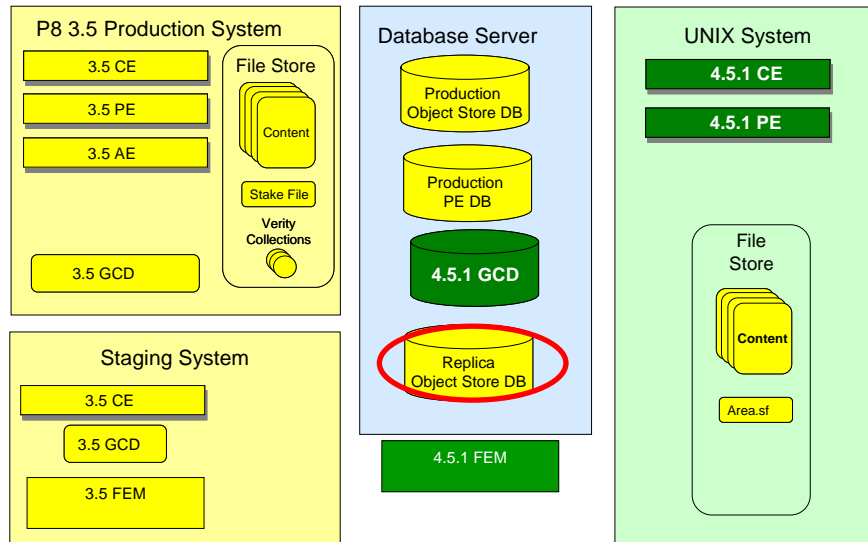 P8 3.5 Production System
3.5 CE
3.5 PE
3.5 AE
3.5 GCD
File Store
Content
Stake File
Verity
Collections
Staging System
3.5 CE
3.5 GCD
3.5 FEM
Database Server
Production
Object Store DB
Production
PE DB
4.5.1 GCD
Replica
Object Store DB
4.5.1 FEM
UNIX System
4.5.1 CE
4.5.1 PE
File
Store
Content
Area.sf